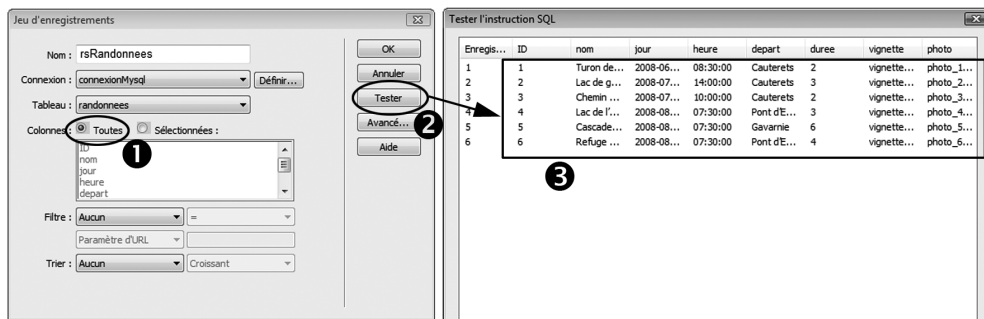 Jeu d'enregistrements
Nom : rsRandonnees
OK
Connexion : connexionMysql Définir...
Annuler
Tableau : randonnees
Tester
Colonnes : Toutes Sélectionnées :
Avancé...
Aide
ID
nom
jour
heure
depart
Filtre : Aucun =
Paramètre d'URL
Trier : Aucun Croissant
1
2
Tester l'instruction SQL
Enregis... ID nom jour heure depart duree vignette photo
1 1 Turon de... 2008-06... 08:30:00 Cauterets 2 vignette... photo_1...
2 2 Lac de g... 2008-07... 14:00:00 Cauterets 3 vignette... photo_2...
3 3 Chemin ... 2008-07... 10:00:00 Cauterets 2 vignette... photo_3...
4 4 Lac de l'... 2008-08... 07:30:00 Pont d'E... 3 vignette... photo_4...
5 5 Cascade... 2008-08... 07:30:00 Gavarnie 6 vignette... photo_5...
6 6 Refuge ... 2008-08... 07:30:00 Pont d'E... 4 vignette... photo_6...
3